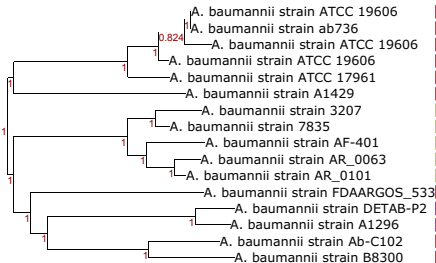 A. baumannii strain ATCC 19606
A. baumannii strain ab736
0.824
A. baumannii strain ATCC 19606
1
A. baumannii strain ATCC 19606
1
A. baumannii strain ATCC 17961
1
A. baumannii strain A1429
1
A. baumannii strain 3207
1
A. baumannii strain 7835
1
A. baumannii strain AF-401
1
A. baumannii strain AR_0063
1
A. baumannii strain AR_0101
1
1
A. baumannii strain FDAARGOS_533
1
A. baumannii strain DETAB-P2
1
A. baumannii strain A1296
1
A. baumannii strain Ab-C102
1
A. baumannii strain B8300
1